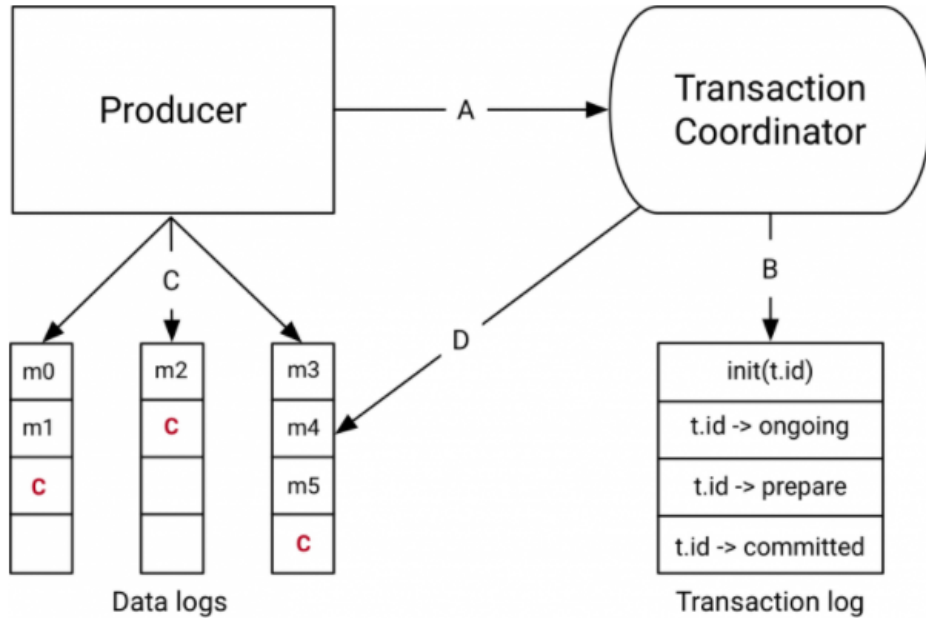 Producer
A
Transaction
Coordinator
C
B
D
m0
m1
C
m2
C
m3
m4
m5
C
init(t.id)
t.id -> ongoing
t.id -> prepare
t.id -> committed
Data logs
Transaction log